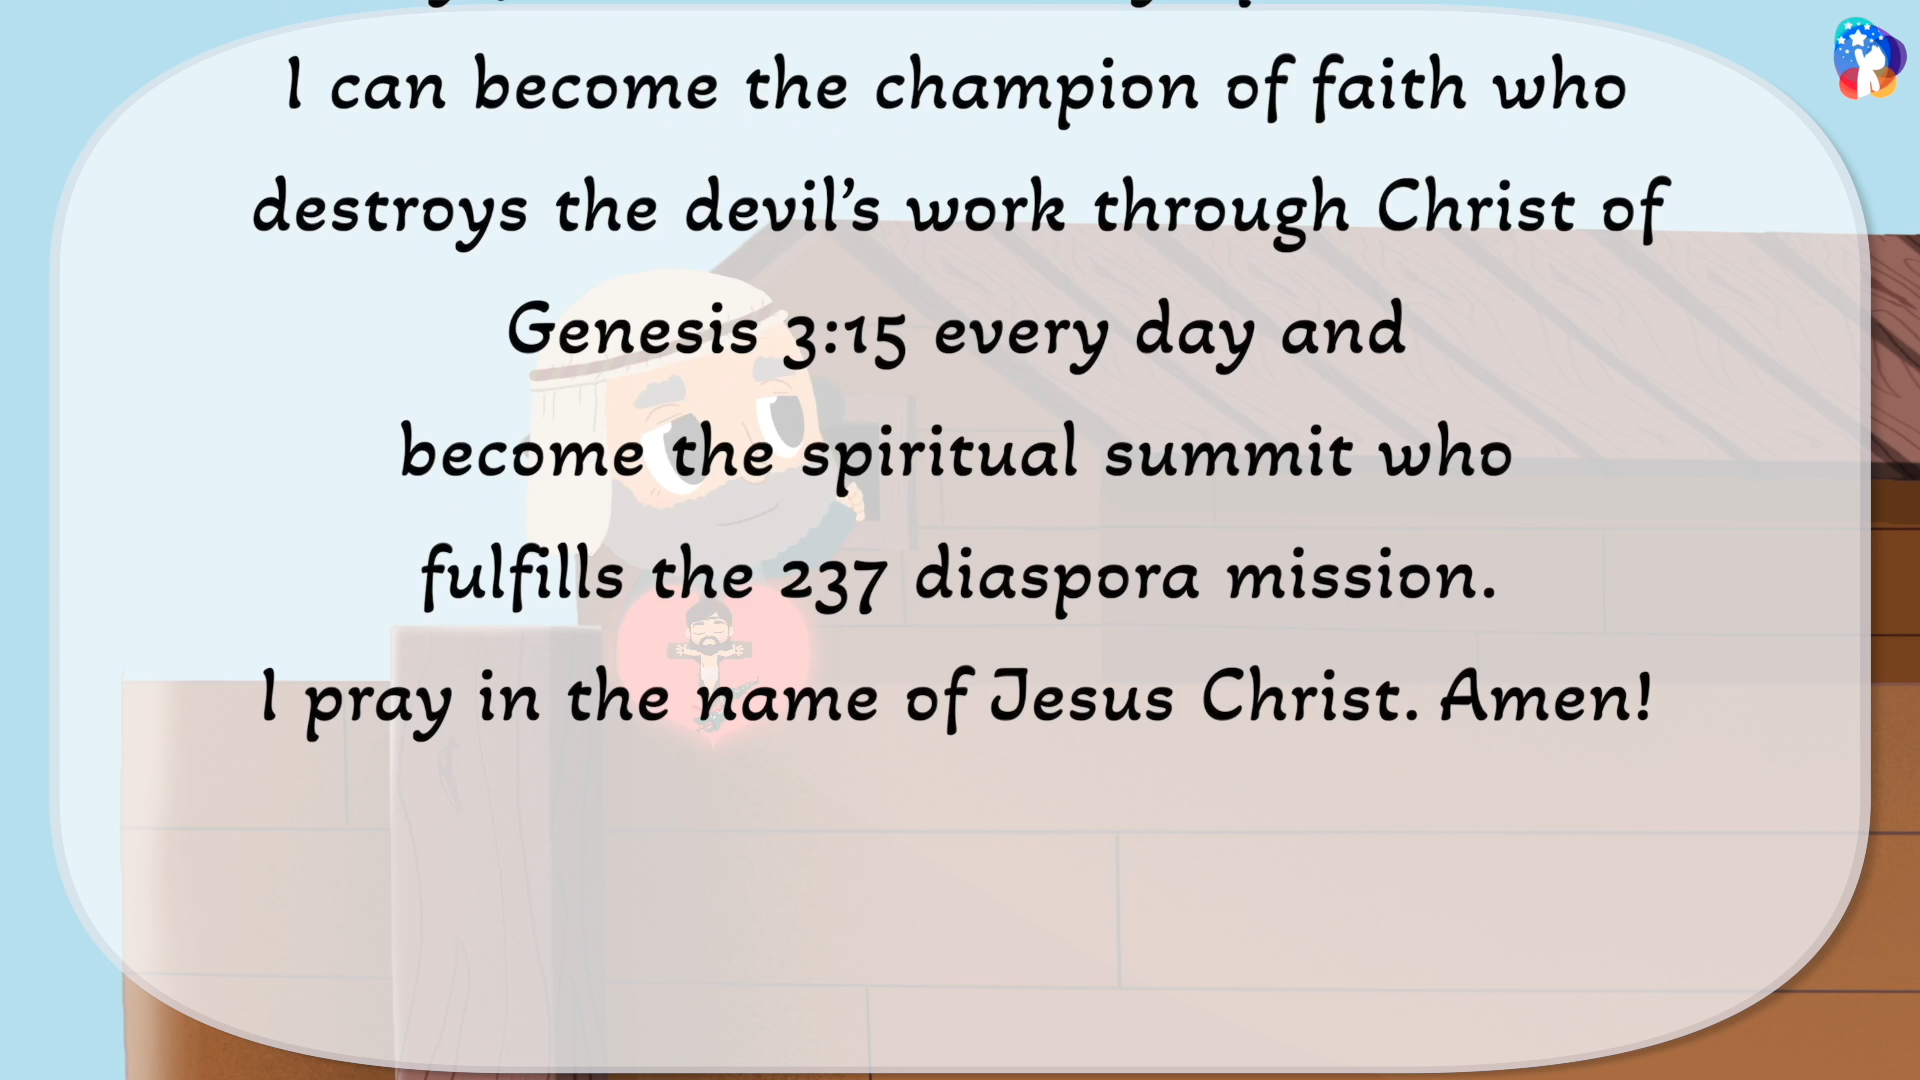 I can become the champion of faith who
destroys the devil’s work through Christ of
Genesis 3:15 every day and
become the spiritual summit who
fulfills the 237 diaspora mission.
I pray in the name of Jesus Christ. Amen!